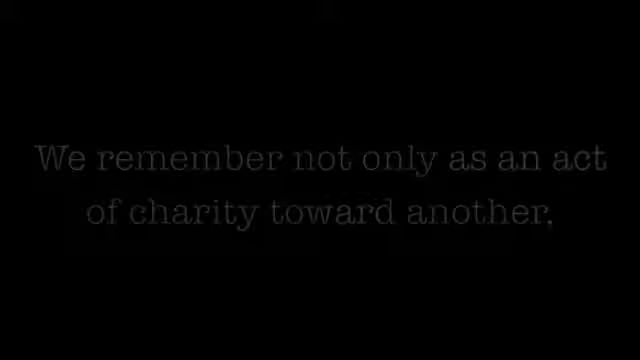 We remember not only as an act
of charity toward another,